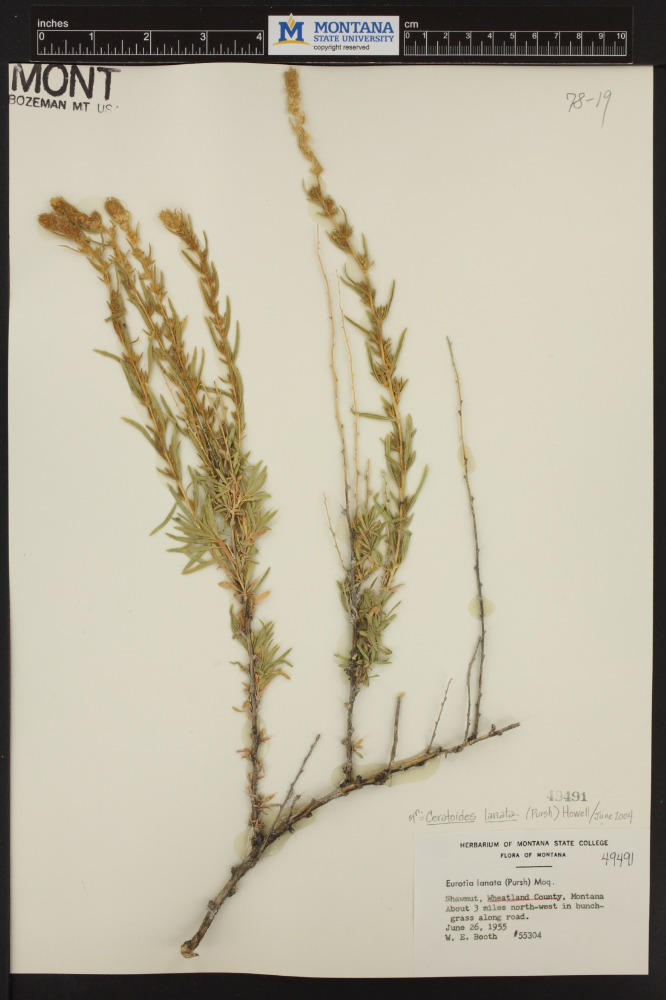 inches
0 1 2 3 4
MONTANA
STATE UNIVERSITY
copyright reserved
cm
0 1 2 3 4 5 6 7 8 9 10
MONT
BOZEMAN MT US
78-19
49491
syn. = Ceratoides lanata (Pursh) Howell/June 2004
HERBARIUM OF MONTANA STATE COLLEGE
FLORA OF MONTANA
49491
Eurotia lanata (Pursh) Moq.
Shawmut, Wheatland County, Montana
About 3 miles north-west in bunch-
grass along road.
June 26, 1955
W. E. Booth #55304